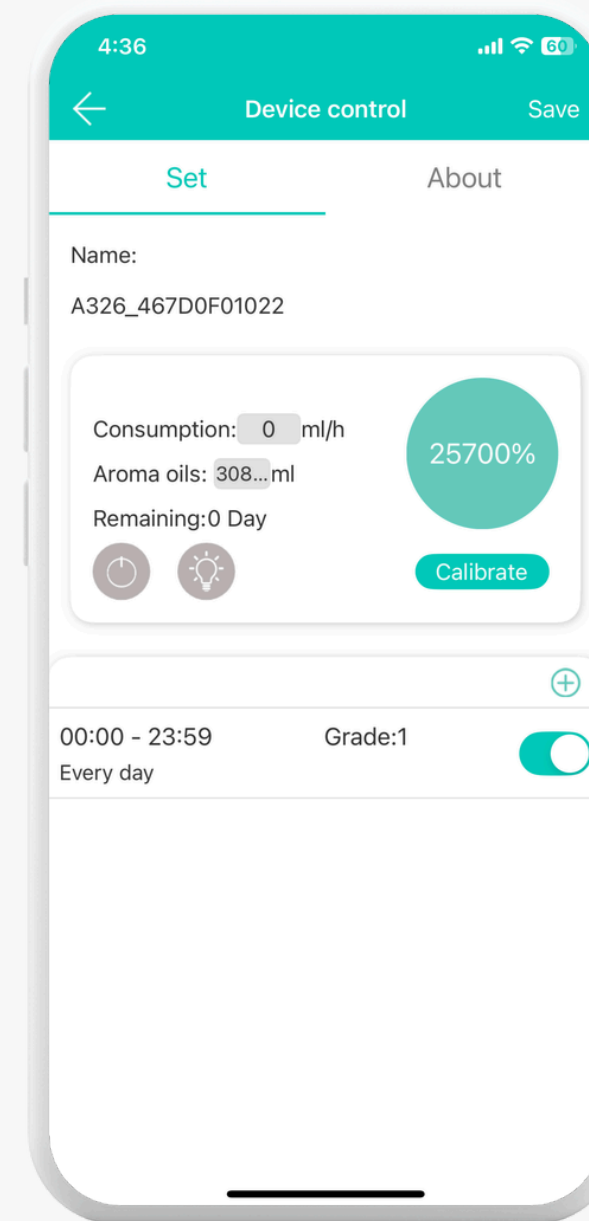 4:36 60
Device control Save
Set About
Name:
A326_467D0F01022
Consumption: 0 ml/h
25700%
Aroma oils: 308...ml
Remaining:0 Day
Calibrate
00:00 - 23:59 Grade:1
Every day